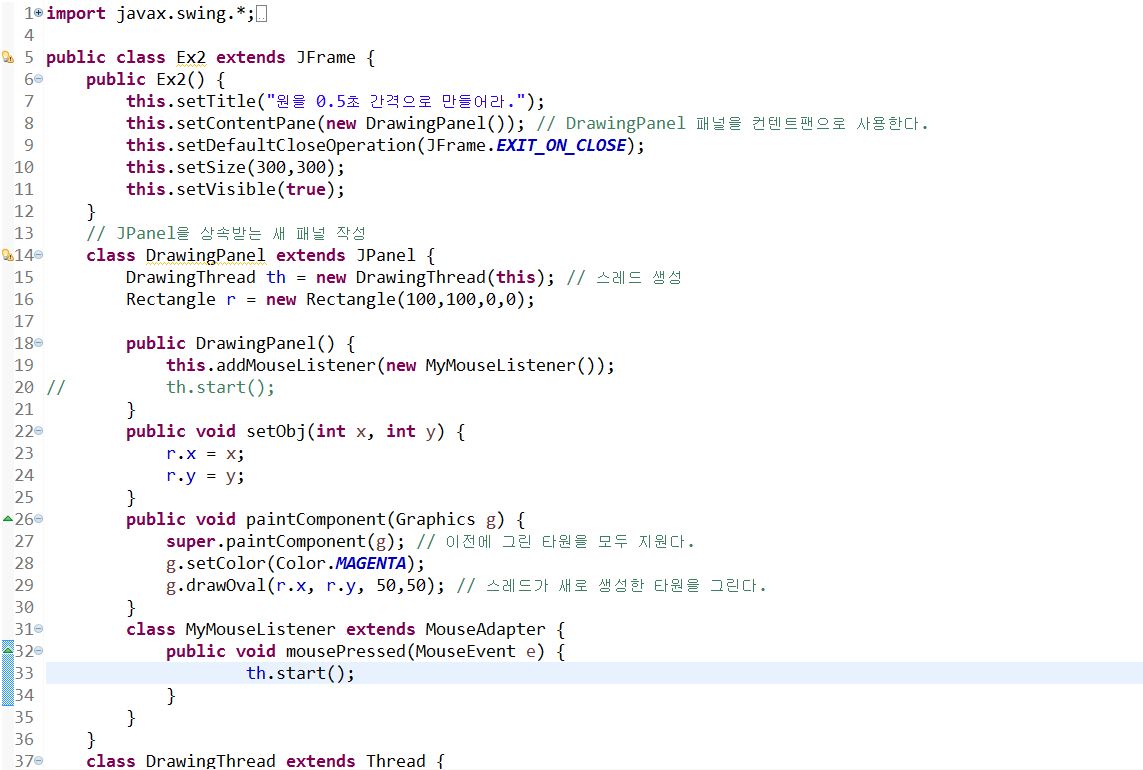 1 import javax.swing.*;
4
5 public class Ex2 extends JFrame {
6 public Ex2() {
7 this.setTitle("원을 0.5초 간격으로 만들어라.");
8 this.setContentPane(new DrawingPanel()); // DrawingPanel 패널을 컨텐트팬으로 사용한다.
9 this.setDefaultCloseOperation(JFrame.EXIT_ON_CLOSE);
10 this.setSize(300,300);
11 this.setVisible(true);
12 }
13 // JPanel을 상속받는 새 패널 작성
14 class DrawingPanel extends JPanel {
15 DrawingThread th = new DrawingThread(this); // 스레드 생성
16 Rectangle r = new Rectangle(100,100,0,0);
17
18 public DrawingPanel() {
19 this.addMouseListener(new MyMouseListener());
20 // th.start();
21 }
22 public void setObj(int x, int y) {
23 r.x = x;
24 r.y = y;
25 }
26 public void paintComponent(Graphics g) {
27 super.paintComponent(g); // 이전에 그린 타원을 모두 지원다.
28 g.setColor(Color.MAGENTA);
29 g.drawOval(r.x, r.y, 50,50); // 스레드가 새로 생성한 타원을 그린다.
30 }
31 class MyMouseListener extends MouseAdapter {
32 public void mousePressed(MouseEvent e) {
33 th.start();
34 }
35 }
36 }
37 class DrawingThread extends Thread {